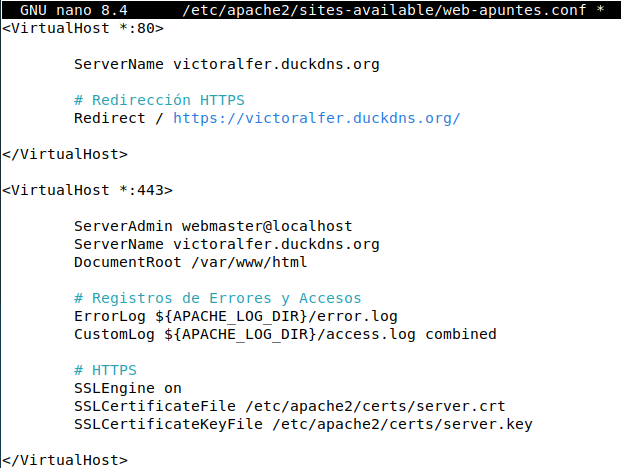 GNU nano 8.4 /etc/apache2/sites-available/web-apuntes.conf *
<VirtualHost *:80>
ServerName victoralfer.duckdns.org
# Redirección HTTPS
Redirect / https://victoralfer.duckdns.org/
</VirtualHost>
<VirtualHost *:443>
ServerAdmin webmaster@localhost
ServerName victoralfer.duckdns.org
DocumentRoot /var/www/html
# Registros de Errores y Accesos
ErrorLog ${APACHE_LOG_DIR}/error.log
CustomLog ${APACHE_LOG_DIR}/access.log combined
# HTTPS
SSLEngine on
SSLCertificateFile /etc/apache2/certs/server.crt
SSLCertificateKeyFile /etc/apache2/certs/server.key
</VirtualHost>